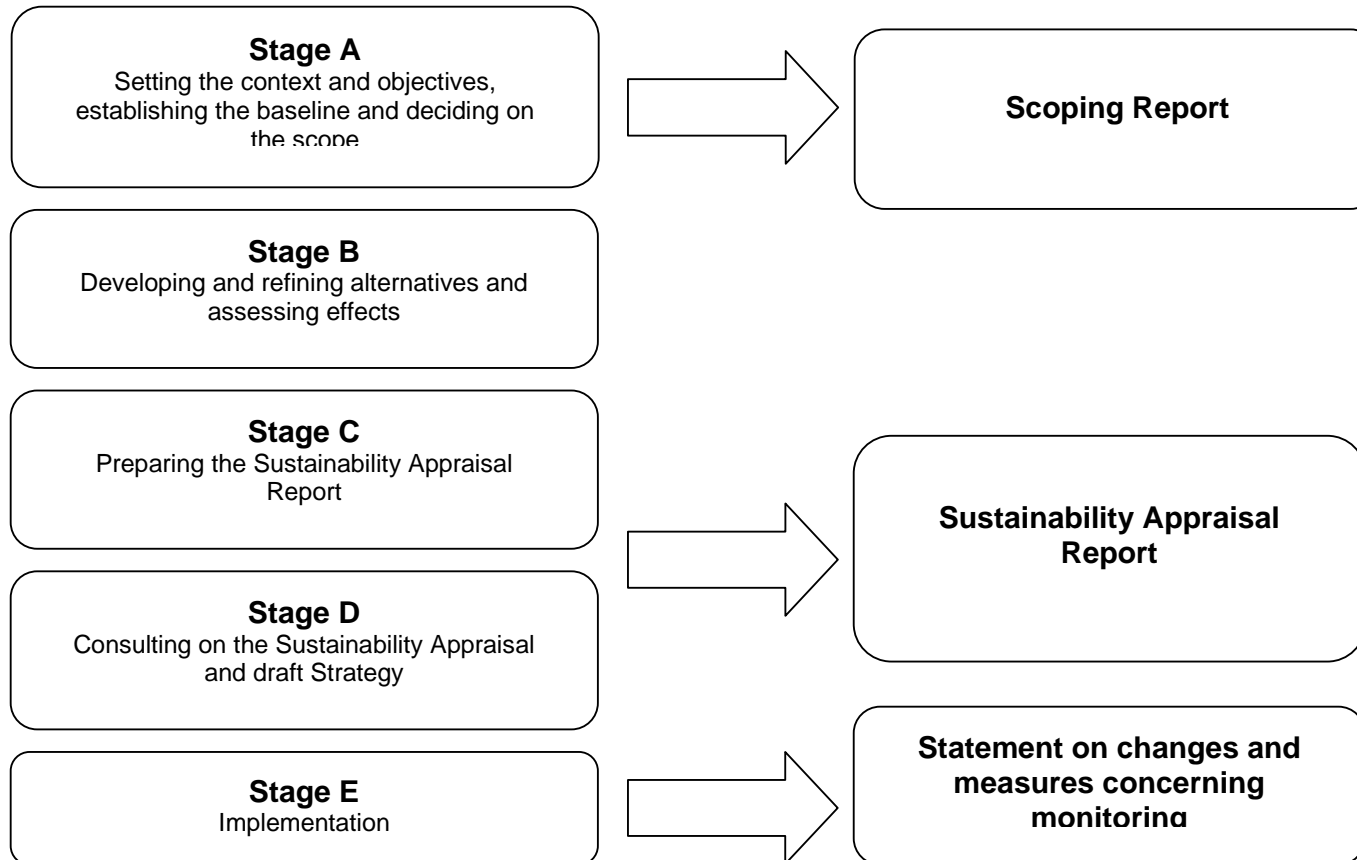 Stage A
Setting the context and objectives,
establishing the baseline and deciding on
the scope
Scoping Report
Stage B
Developing and refining alternatives and
assessing effects
Stage C
Preparing the Sustainability Appraisal
Report
Sustainability Appraisal
Report
Stage D
Consulting on the Sustainability Appraisal
and draft Strategy
Stage E
Implementation
Statement on changes and
measures concerning
monitoring